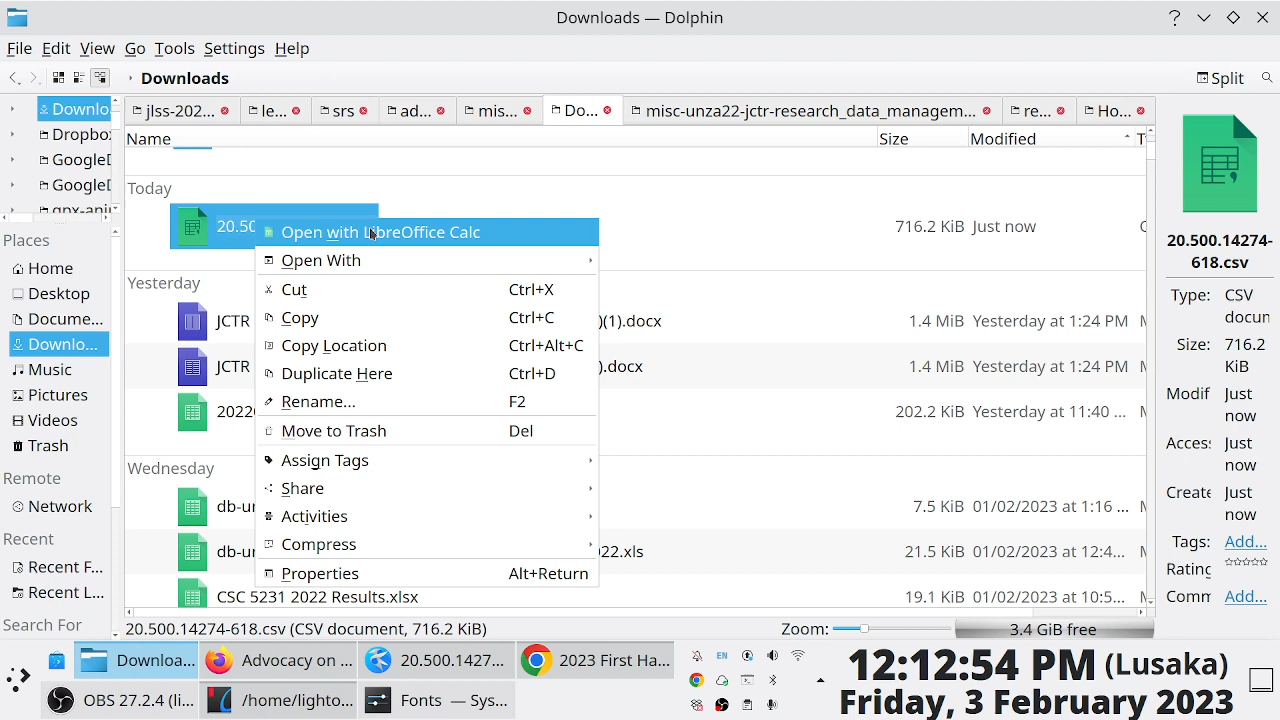 Downloads — Dolphin
File Edit View Go Tools Settings Help
Downloads
Split
jlss-202... le... srs ad... mis... Do... misc-unza22-jctr-research_data_managem... re... Ho...
Downlo
Dropbo
Google
Google
Name Size Modified
Today
20.50 716.2 KiB Just now
Open with LibreOffice Calc
Open With
Cut Ctrl+X
Copy Ctrl+C
Copy Location Ctrl+Alt+C
Duplicate Here Ctrl+D
Rename... F2
Move to Trash Del
Assign Tags
Share
Activities
Compress
Properties Alt+Return
Yesterday
JCTR )(1).docx 1.4 MiB Yesterday at 1:24 PM
JCTR ).docx 1.4 MiB Yesterday at 1:24 PM
2022 202.2 KiB Yesterday at 11:40 ...
Wednesday
db-u 7.5 KiB 01/02/2023 at 1:16 ...
db-u 22.xls 21.5 KiB 01/02/2023 at 12:4...
CSC 5231 2022 Results.xlsx 19.1 KiB 01/02/2023 at 10:5...
Places
Home
Desktop
Docume...
Downlo...
Music
Pictures
Videos
Trash
Remote
Network
Recent
Recent F...
Recent L...
Search For
20.500.14274-
618.csv
Type: CSV
docun
Size: 716.2
KiB
Modif Just
now
Acces: Just
now
Create Just
now
Tags: Add...
Rating
Comm Add...
20.500.14274-618.csv (CSV document, 716.2 KiB)
Zoom:
3.4 GiB free
Downloa... Advocacy on ... 20.500.1427... 2023 First Ha...
OBS 27.2.4 (li... /home/lighto... Fonts — Sys...
EN
12:12:54 PM (Lusaka)
Friday, 3 February 2023